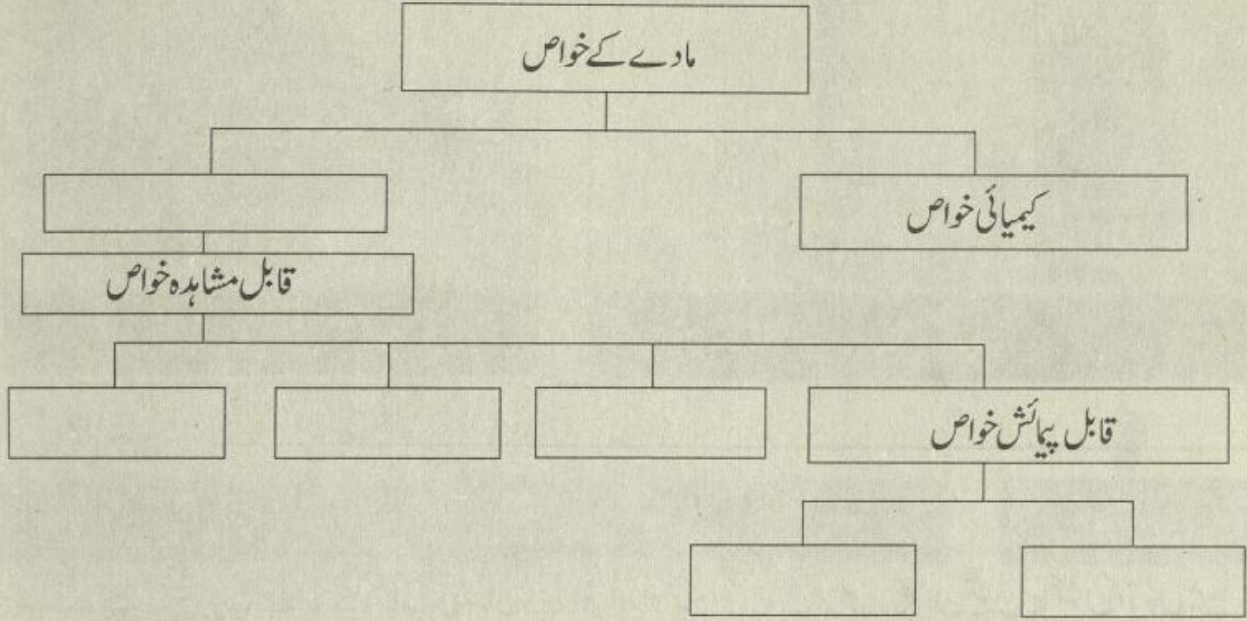 مادے کے خواص
کیمیائی خواص
قابل مشاہدہ خواص
قابل پیمائش خواص